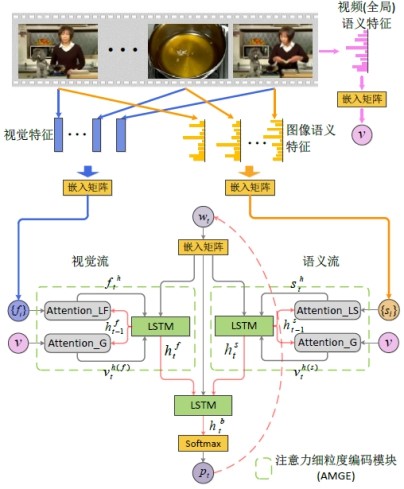 视频(全局)
语义特征
嵌入矩阵
v
视觉特征
图像语义
特征
嵌入矩阵
嵌入矩阵
w_t
嵌入矩阵
视觉流
语义流
f_t^h
s_t^h
{f_i}
Attention_LF
LSTM
LSTM
Attention_LS
{s_i}
h_{t-1}^f
h_{t-1}^s
v
Attention_G
Attention_G
v
v_t^{h(f)}
h_t^f
h_t^s
v_t^{h(s)}
LSTM
h_t^b
Softmax
p_t
注意力细粒度编码模块
(AMGE)